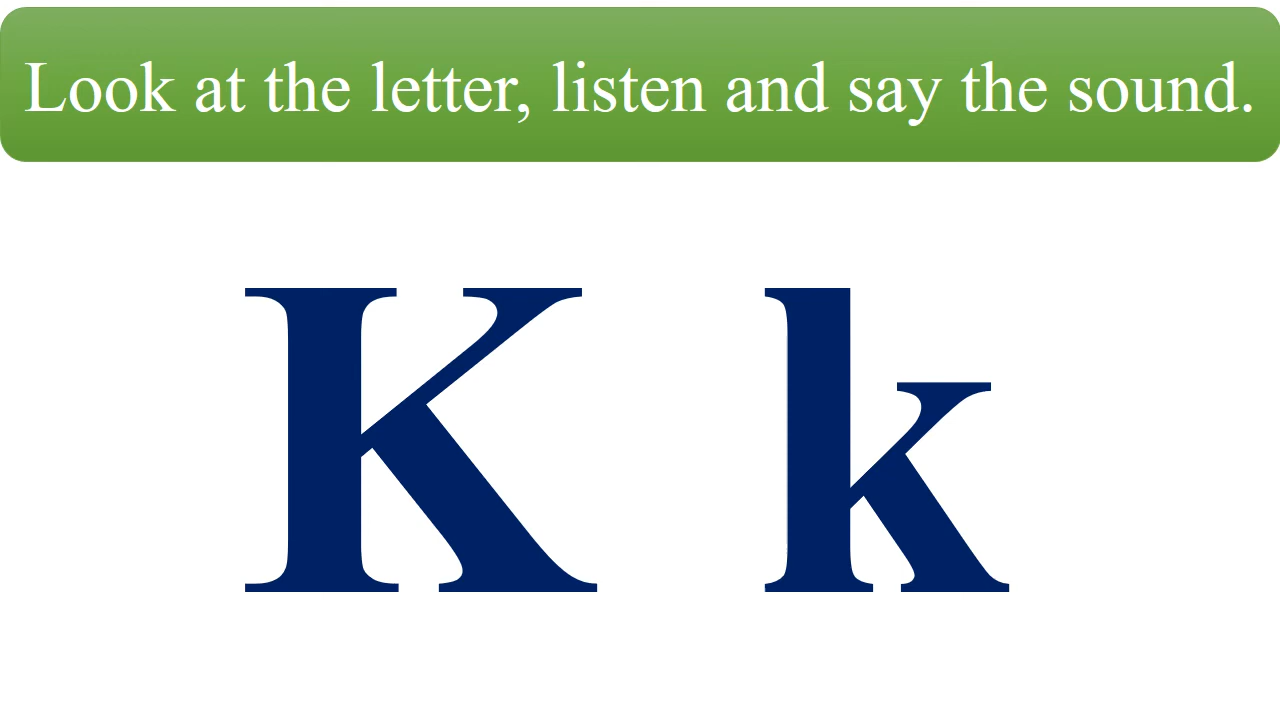 Look at the letter, listen and say the sound.
K k